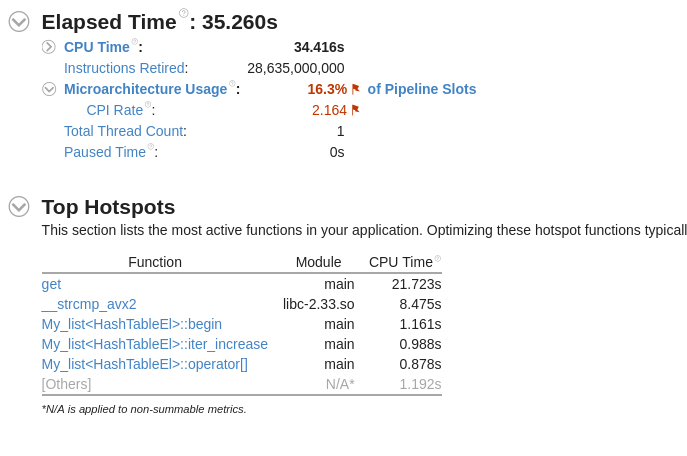 Elapsed Time : 35.260s
CPU Time : 34.416s
Instructions Retired: 28,635,000,000
Microarchitecture Usage : 16.3% of Pipeline Slots
CPI Rate : 2.164
Total Thread Count: 1
Paused Time : 0s
Top Hotspots
This section lists the most active functions in your application. Optimizing these hotspot functions typicall
Function Module CPU Time
get main 21.723s
__strcmp_avx2 libc-2.33.so 8.475s
My_list<HashTableEl>::begin main 1.161s
My_list<HashTableEl>::iter_increase main 0.988s
My_list<HashTableEl>::operator[] main 0.878s
[Others] N/A* 1.192s
*N/A is applied to non-summable metrics.